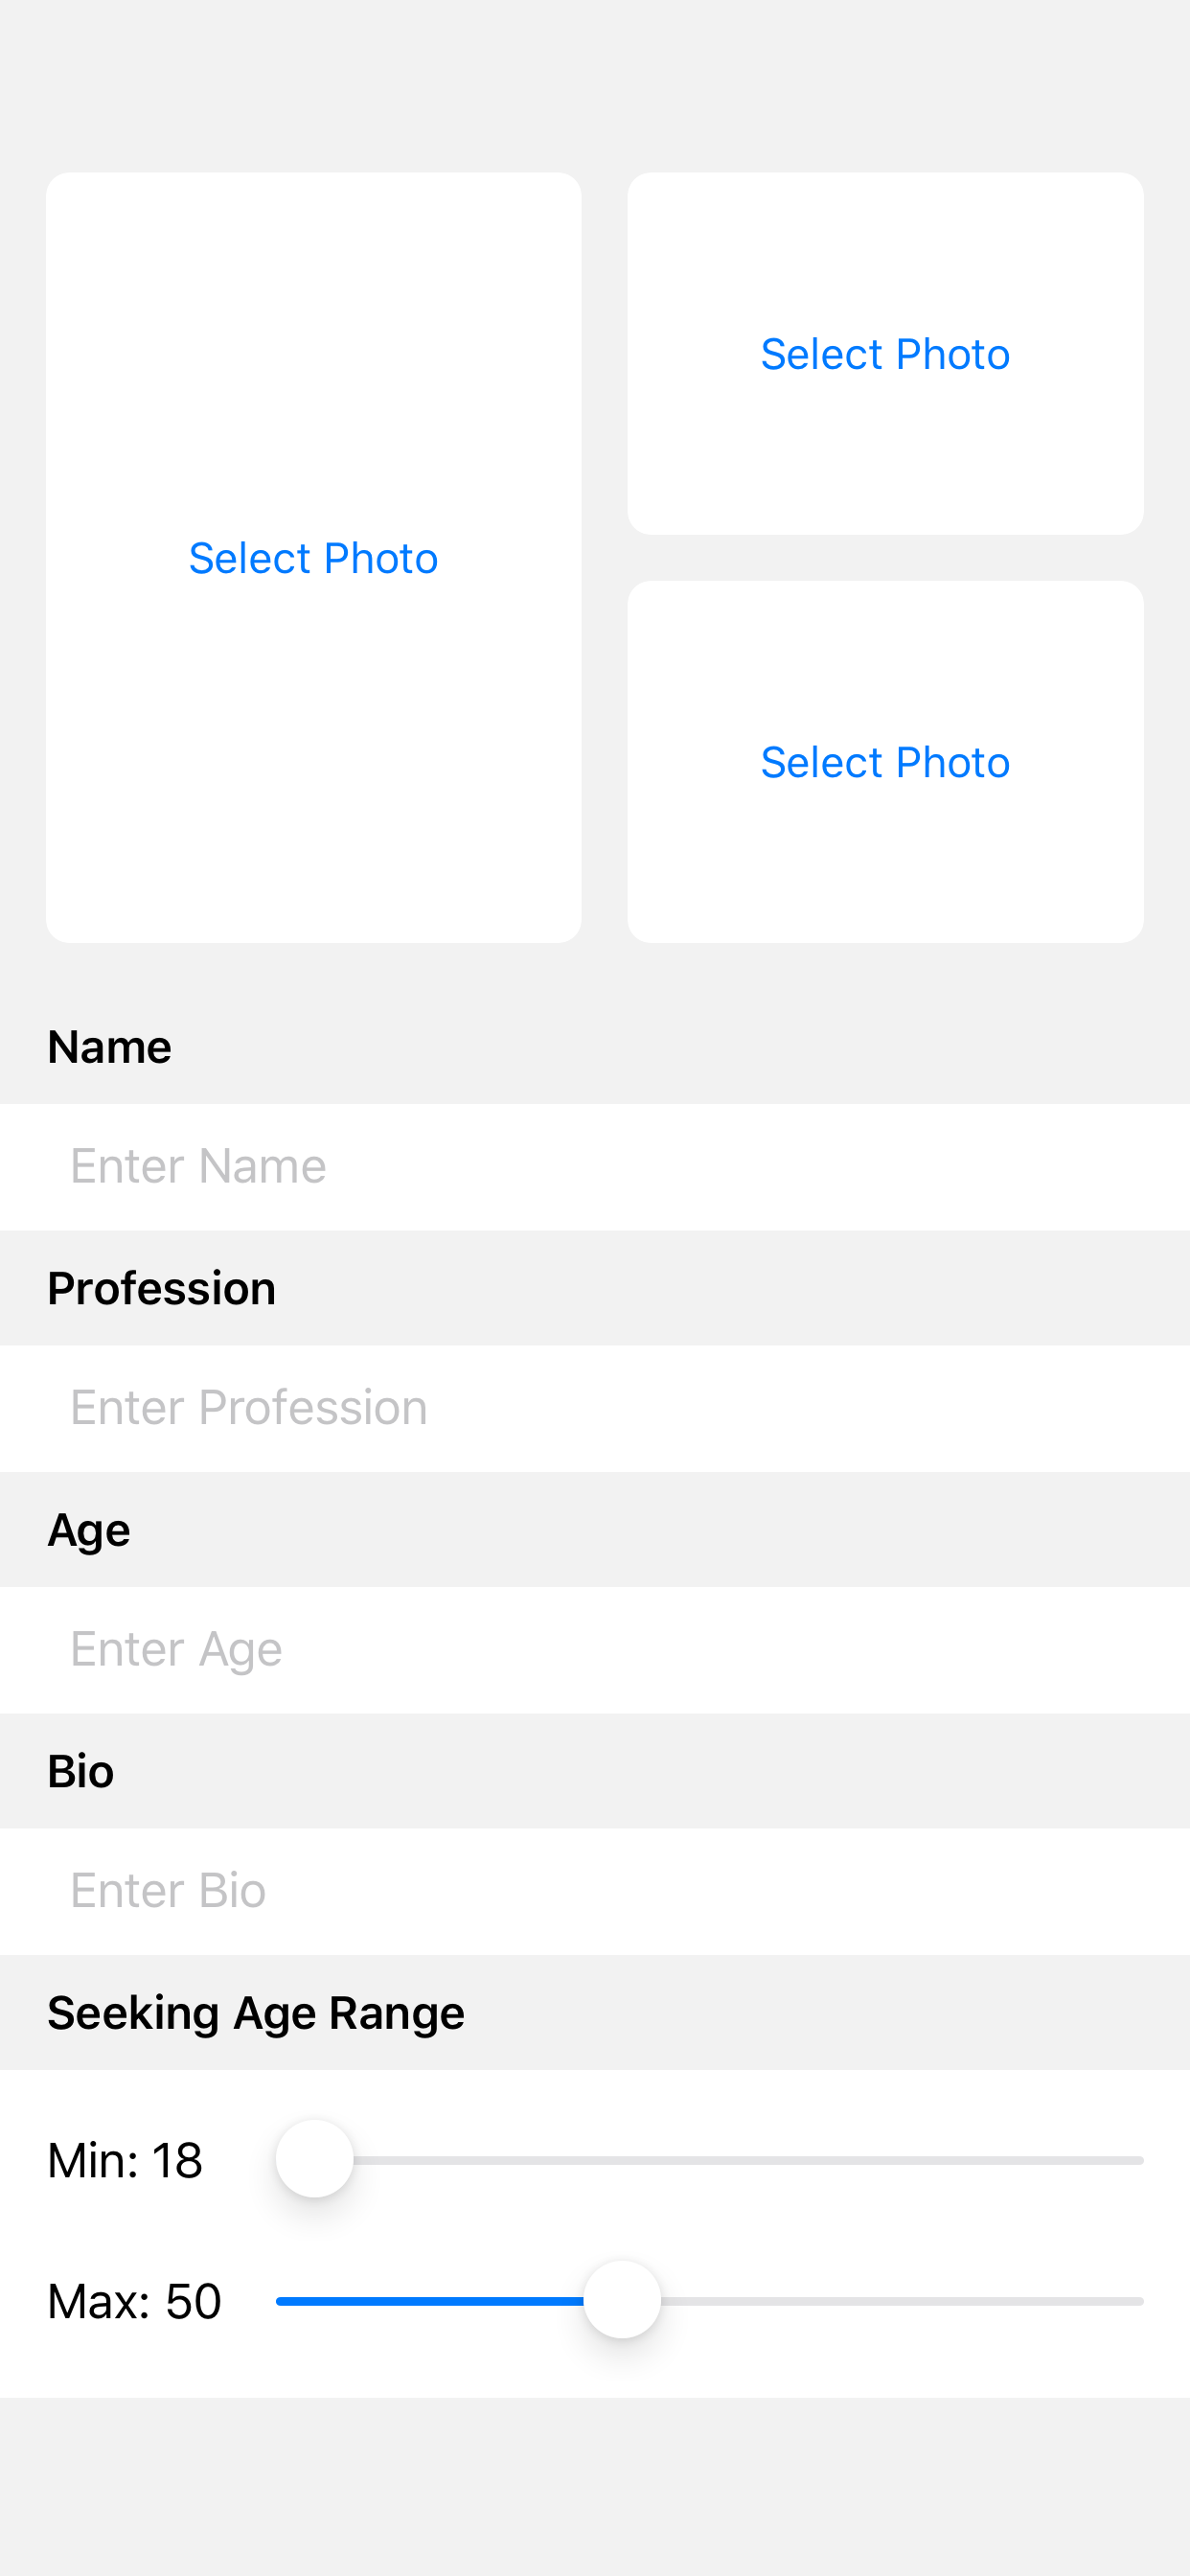 Select Photo
Select Photo
Select Photo
Name
Enter Name
Profession
Enter Profession
Age
Enter Age
Bio
Enter Bio
Seeking Age Range
Min: 18
Max: 50